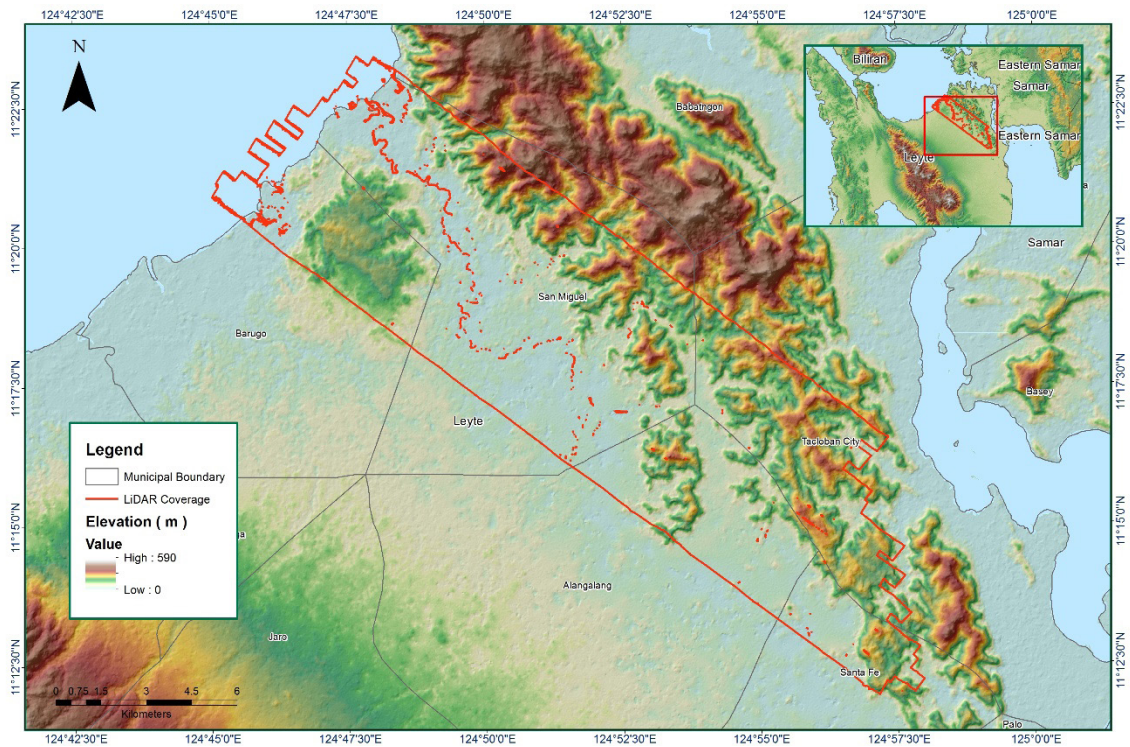 124°42'30"E 124°45'0"E 124°47'30"E 124°50'0"E 124°52'30"E 124°55'0"E 124°57'30"E 125°0'0"E
N
Biliran
Eastern Samar
Samar
Eastern Samar
Leyte
11°22'30"N
11°22'30"N
Babatngon
11°20'0"N
11°20'0"N
Samar
San Miguel
Barugo
11°17'30"N
11°17'30"N
Basey
Leyte
Tacloban City
Legend
Municipal Boundary
LiDAR Coverage
Elevation ( m )
Value
High : 590
Low : 0
11°15'0"N
11°15'0"N
Alangalang
Jaro
11°12'30"N
11°12'30"N
Santa Fe
0 0.75 1.5 3 4.5 6
Kilometers
Palo
124°42'30"E 124°45'0"E 124°47'30"E 124°50'0"E 124°52'30"E 124°55'0"E 124°57'30"E 125°0'0"E